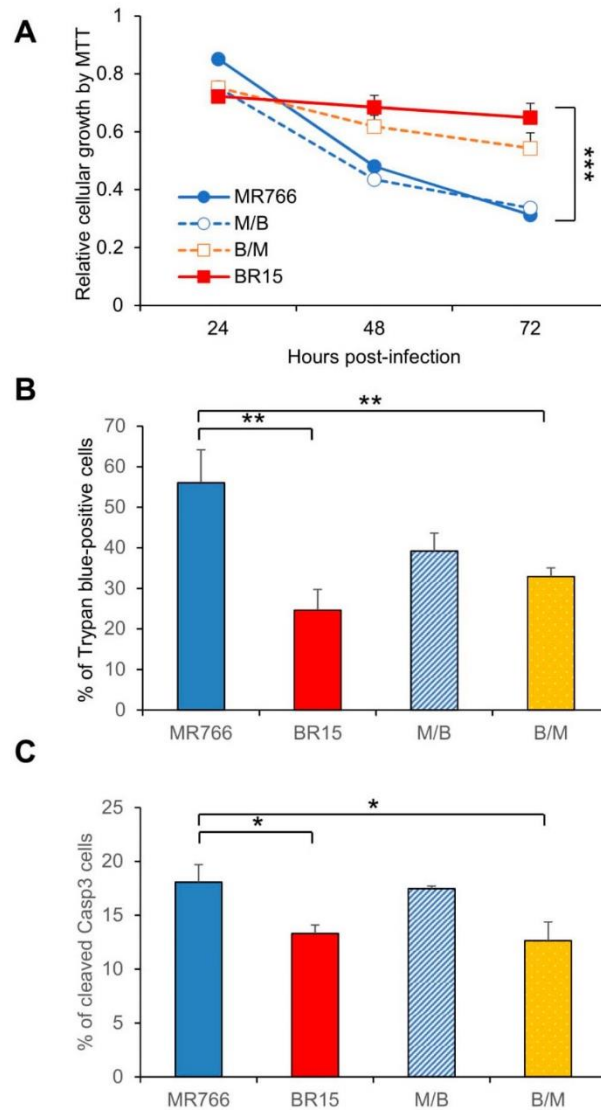 A
Relative cellular growth by MTT
1
0.8
0.6
0.4
0.2
0
MR766
M/B
B/M
BR15
***
24 48 72
Hours post-infection
B
% of Trypan blue-positive cells
70
60
50
40
30
20
10
0
**
**
MR766 BR15 M/B B/M
C
% of cleaved Casp3 cells
25
20
15
10
5
0
*
*
MR766 BR15 M/B B/M